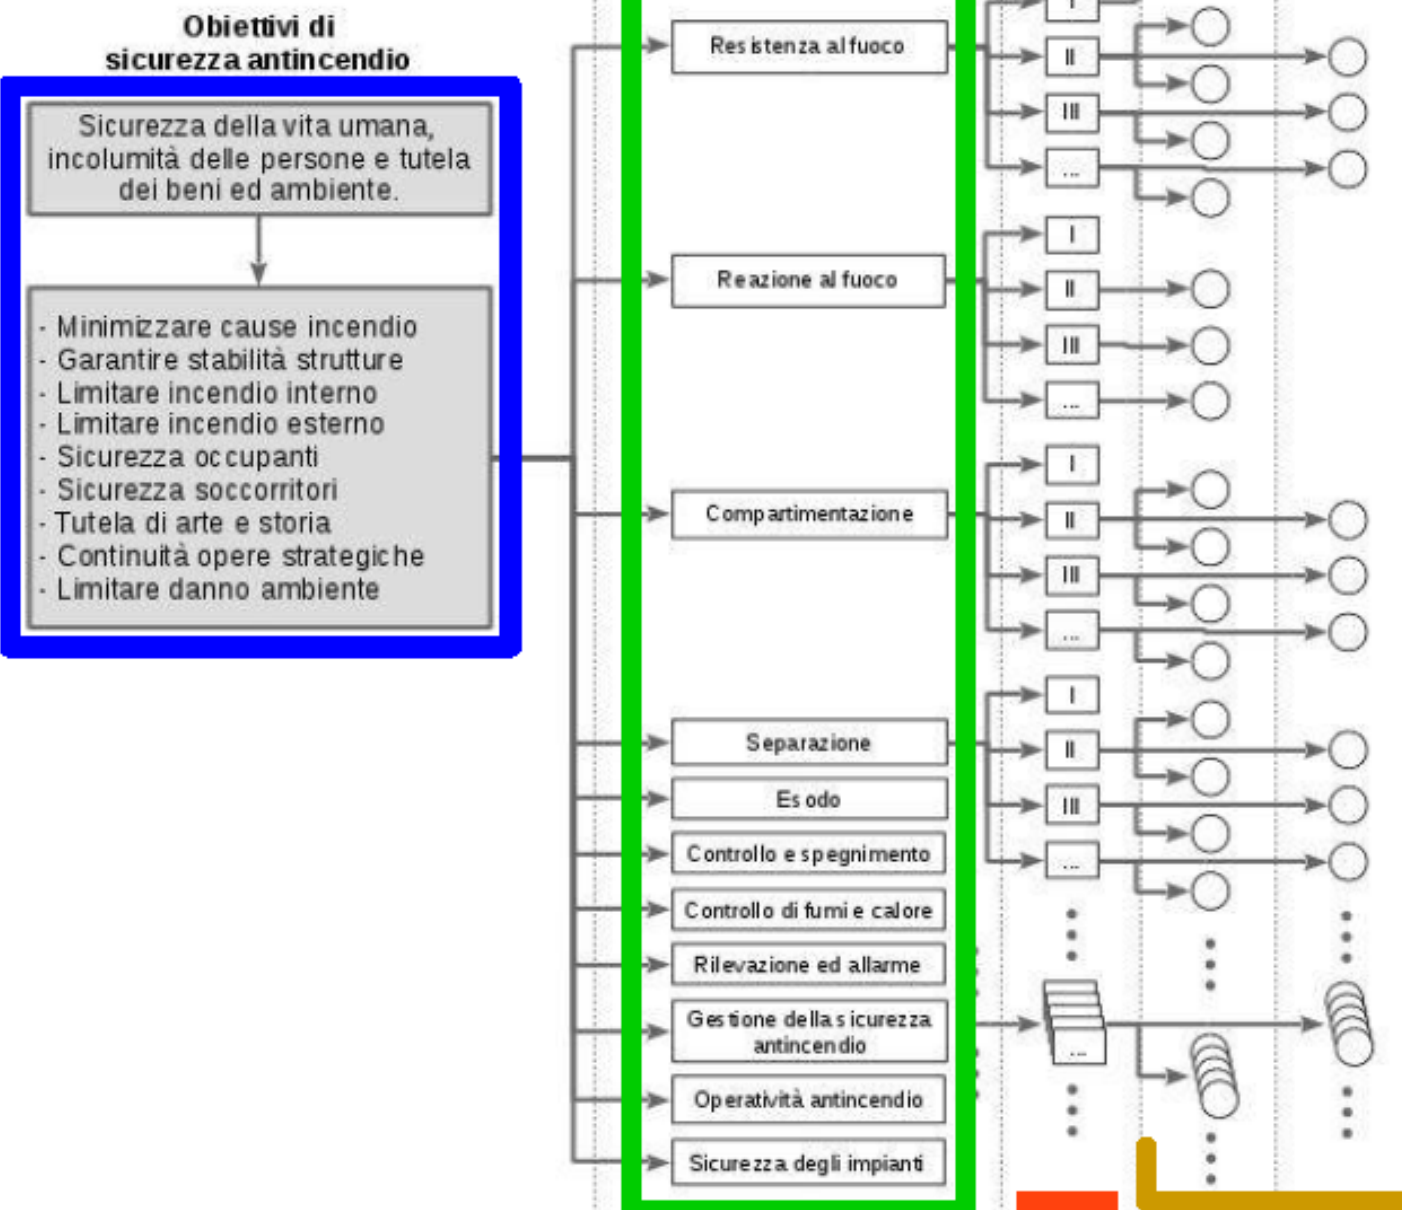 Obiettivi di
sicurezza antincendio
Sicurezza della vita umana,
incolumità delle persone e tutela
dei beni ed ambiente.
- Minimizzare cause incendio
- Garantire stabilità strutture
- Limitare incendio interno
- Limitare incendio esterno
- Sicurezza occupanti
- Sicurezza soccorritori
- Tutela di arte e storia
- Continuità opere strategiche
- Limitare danno ambiente
Resistenza al fuoco
I
II
III
...
Reazione al fuoco
I
II
III
...
Compartimentazione
I
II
III
...
Separazione
I
II
III
...
Esodo
Controllo e spegnimento
Controllo di fumi e calore
Rilevazione ed allarme
Gestione della sicurezza
antincendio
...
Operatività antincendio
Sicurezza degli impianti